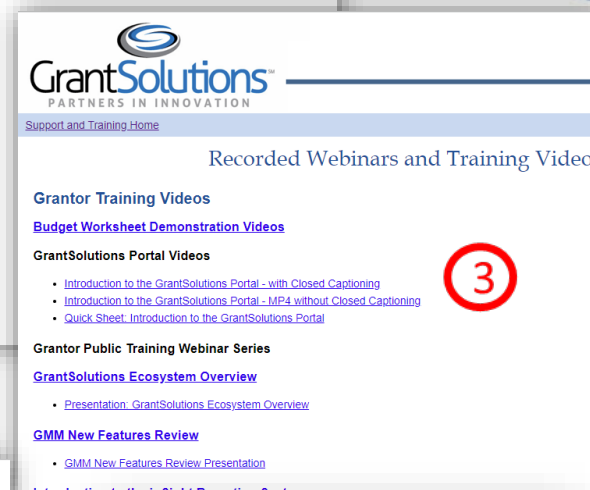 GrantSolutions℠
PARTNERS IN INNOVATION
Support and Training Home
Recorded Webinars and Training Video
Grantor Training Videos
Budget Worksheet Demonstration Videos
GrantSolutions Portal Videos
3
Introduction to the GrantSolutions Portal - with Closed Captioning
Introduction to the GrantSolutions Portal - MP4 without Closed Captioning
Quick Sheet: Introduction to the GrantSolutions Portal
Grantor Public Training Webinar Series
GrantSolutions Ecosystem Overview
Presentation: GrantSolutions Ecosystem Overview
GMM New Features Review
GMM New Features Review Presentation